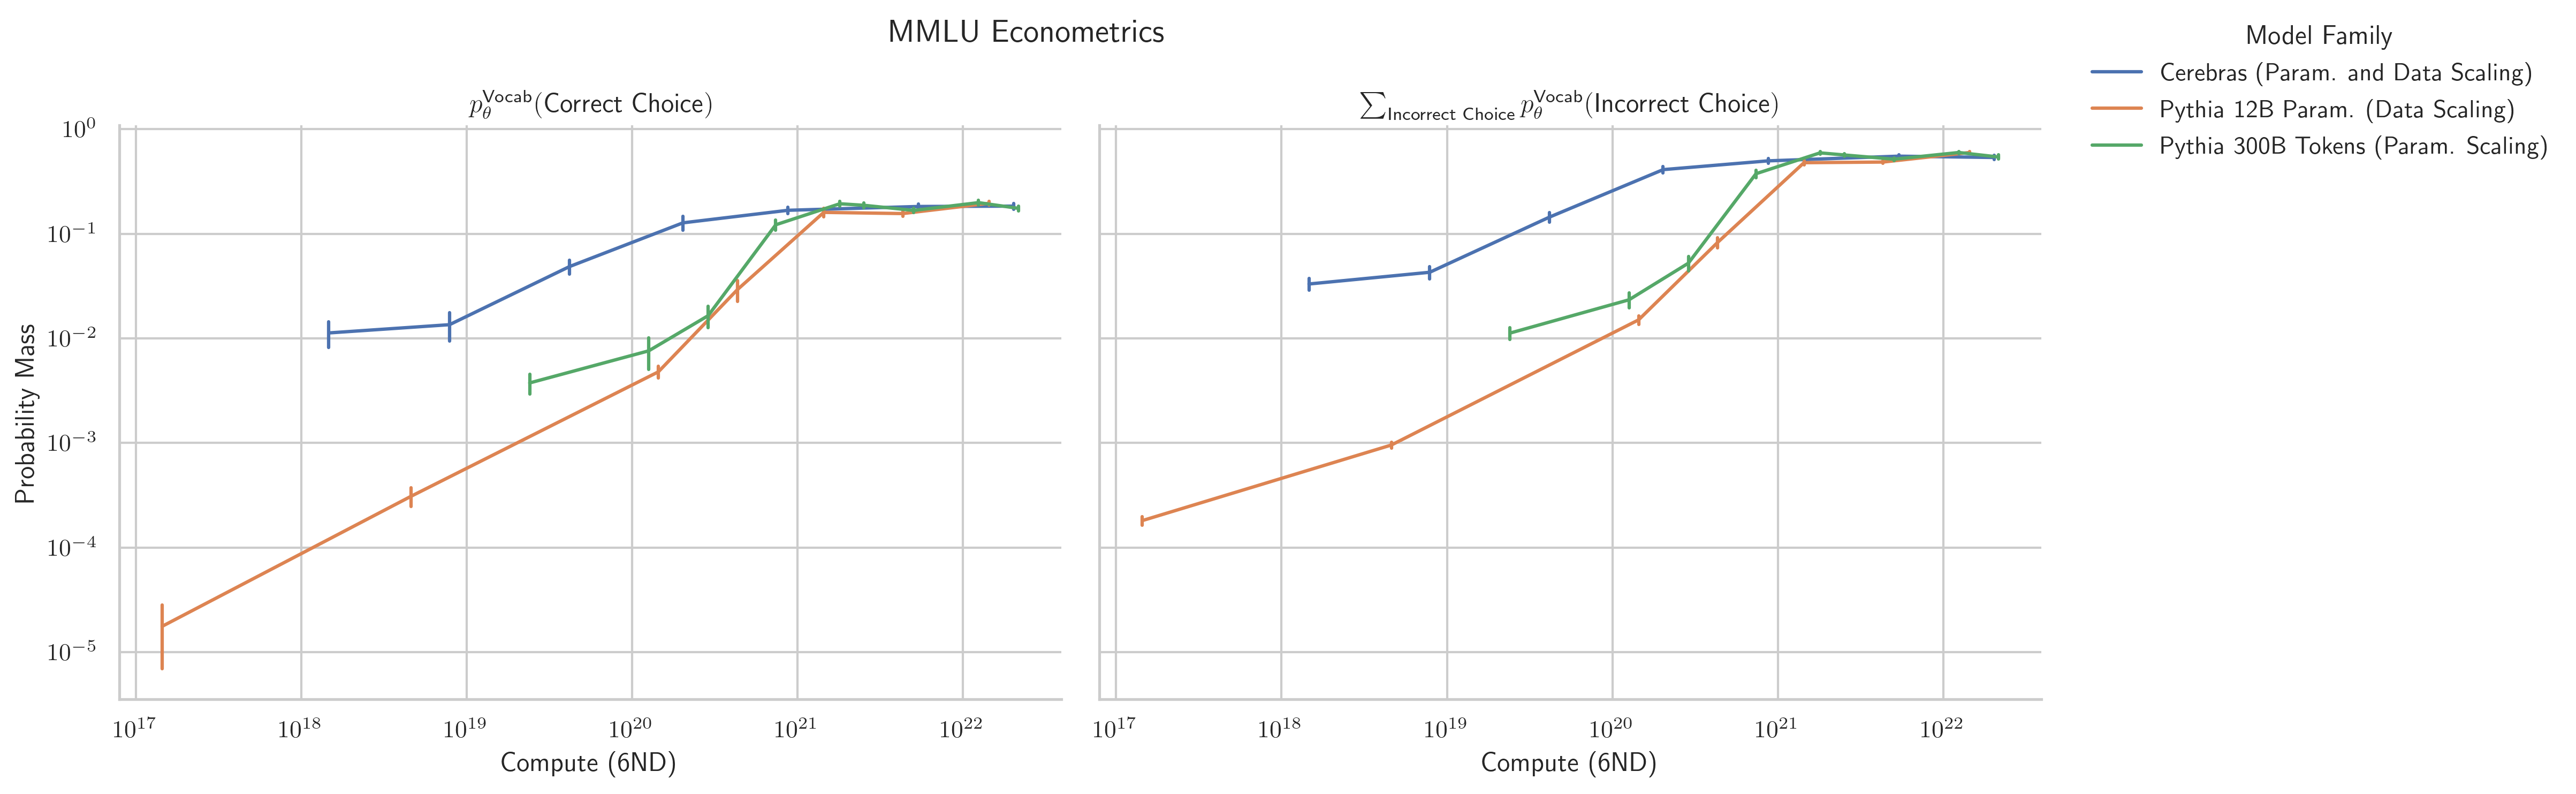 MMLU Econometrics
Model Family
Cerebras (Param. and Data Scaling)
Pythia 12B Param. (Data Scaling)
Pythia 300B Tokens (Param. Scaling)
p_θ^Vocab(Correct Choice)
∑_Incorrect Choice p_θ^Vocab(Incorrect Choice)
Probability Mass
10^0
10^−1
10^−2
10^−3
10^−4
10^−5
10^17 10^18 10^19 10^20 10^21 10^22
10^17 10^18 10^19 10^20 10^21 10^22
Compute (6ND)
Compute (6ND)